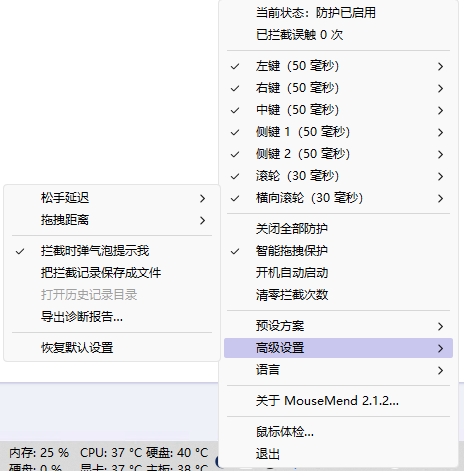 当前状态：防护已启用
已拦截误触 0 次
左键（50 毫秒）
右键（50 毫秒）
中键（50 毫秒）
侧键 1（50 毫秒）
侧键 2（50 毫秒）
滚轮（30 毫秒）
横向滚轮（30 毫秒）
关闭全部防护
智能拖拽保护
开机自动启动
清零拦截次数
预设方案
高级设置
语言
关于 MouseMend 2.1.2...
鼠标体检...
退出
松手延迟
拖拽距离
拦截时弹气泡提示我
把拦截记录保存成文件
打开历史记录目录
导出诊断报告...
恢复默认设置
内存: 25 % CPU: 37 °C 硬盘: 40 °C
硬盘: 0 % 显卡: 37 °C 主板: 38 °C